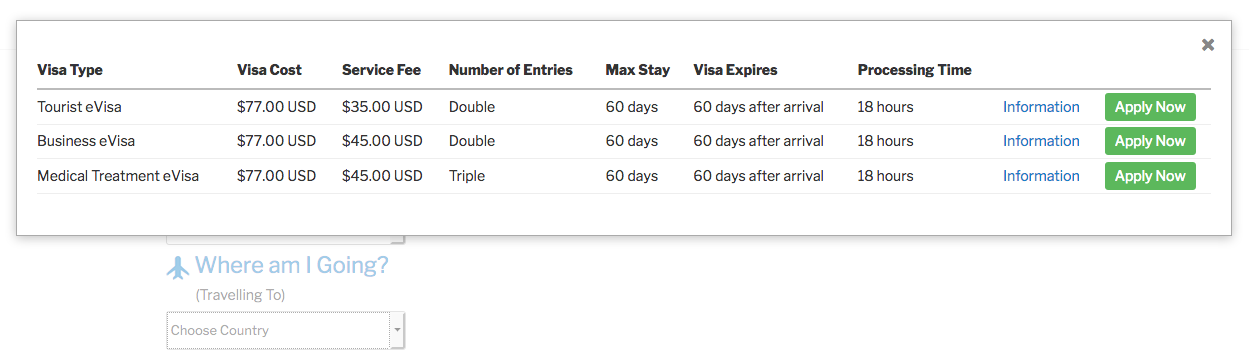 Visa Type Visa Cost Service Fee Number of Entries Max Stay Visa Expires Processing Time
Tourist eVisa $77.00 USD $35.00 USD Double 60 days 60 days after arrival 18 hours Information Apply Now
Business eVisa $77.00 USD $45.00 USD Double 60 days 60 days after arrival 18 hours Information Apply Now
Medical Treatment eVisa $77.00 USD $45.00 USD Triple 60 days 60 days after arrival 18 hours Information Apply Now
Where am I Going?
(Travelling To)
Choose Country